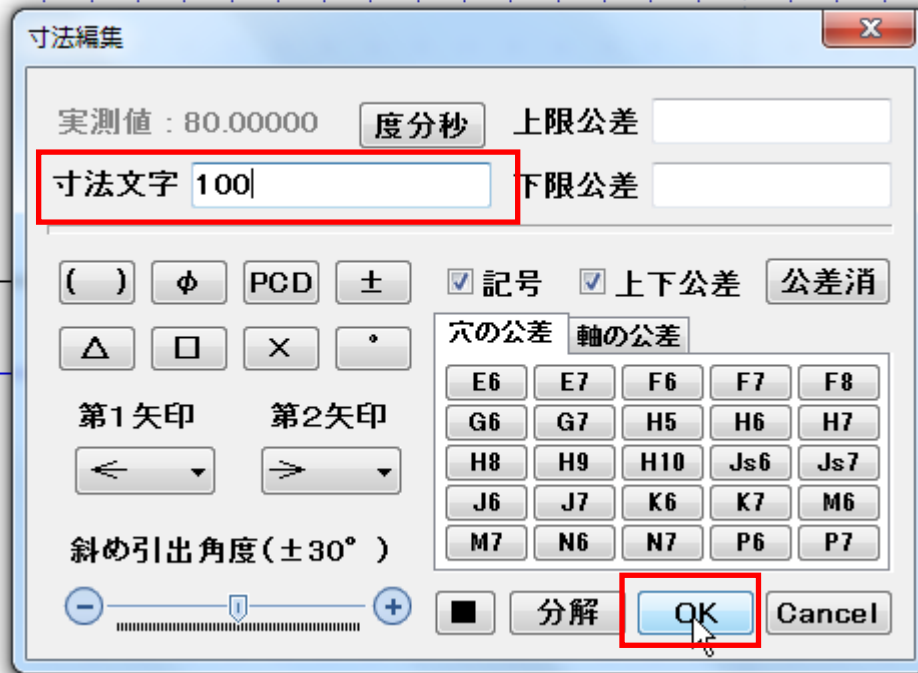 寸法編集
実測値：80.00000 度分秒 上限公差
寸法文字 100 下限公差
( ) φ PCD ± 記号 上下公差 公差消
△ □ × ° 穴の公差 軸の公差
E6 E7 F6 F7 F8
第1矢印 第2矢印 G6 G7 H5 H6 H7
H8 H9 H10 Js6 Js7
J6 J7 K6 K7 M6
斜め引出角度(±30°) M7 N6 N7 P6 P7
■ 分解 OK Cancel